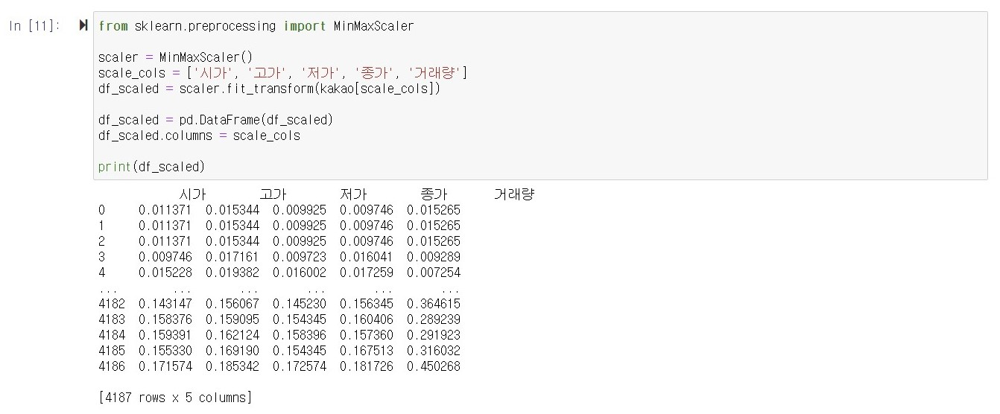 In [11]:
from sklearn.preprocessing import MinMaxScaler
scaler = MinMaxScaler()
scale_cols = ['시가', '고가', '저가', '종가', '거래량']
df_scaled = scaler.fit_transform(kakao[scale_cols])
df_scaled = pd.DataFrame(df_scaled)
df_scaled.columns = scale_cols
print(df_scaled)
시가 고가 저가 종가 거래량
0 0.011371 0.015344 0.009925 0.009746 0.015265
1 0.011371 0.015344 0.009925 0.009746 0.015265
2 0.011371 0.015344 0.009925 0.009746 0.015265
3 0.009746 0.017161 0.009723 0.016041 0.009289
4 0.015228 0.019382 0.016002 0.017259 0.007254
... ... ... ... ... ...
4182 0.143147 0.156067 0.145230 0.156345 0.364615
4183 0.158376 0.159095 0.154345 0.160406 0.289239
4184 0.159391 0.162124 0.158396 0.157360 0.291923
4185 0.155330 0.169190 0.154345 0.167513 0.316032
4186 0.171574 0.185342 0.172574 0.181726 0.450268
[4187 rows x 5 columns]